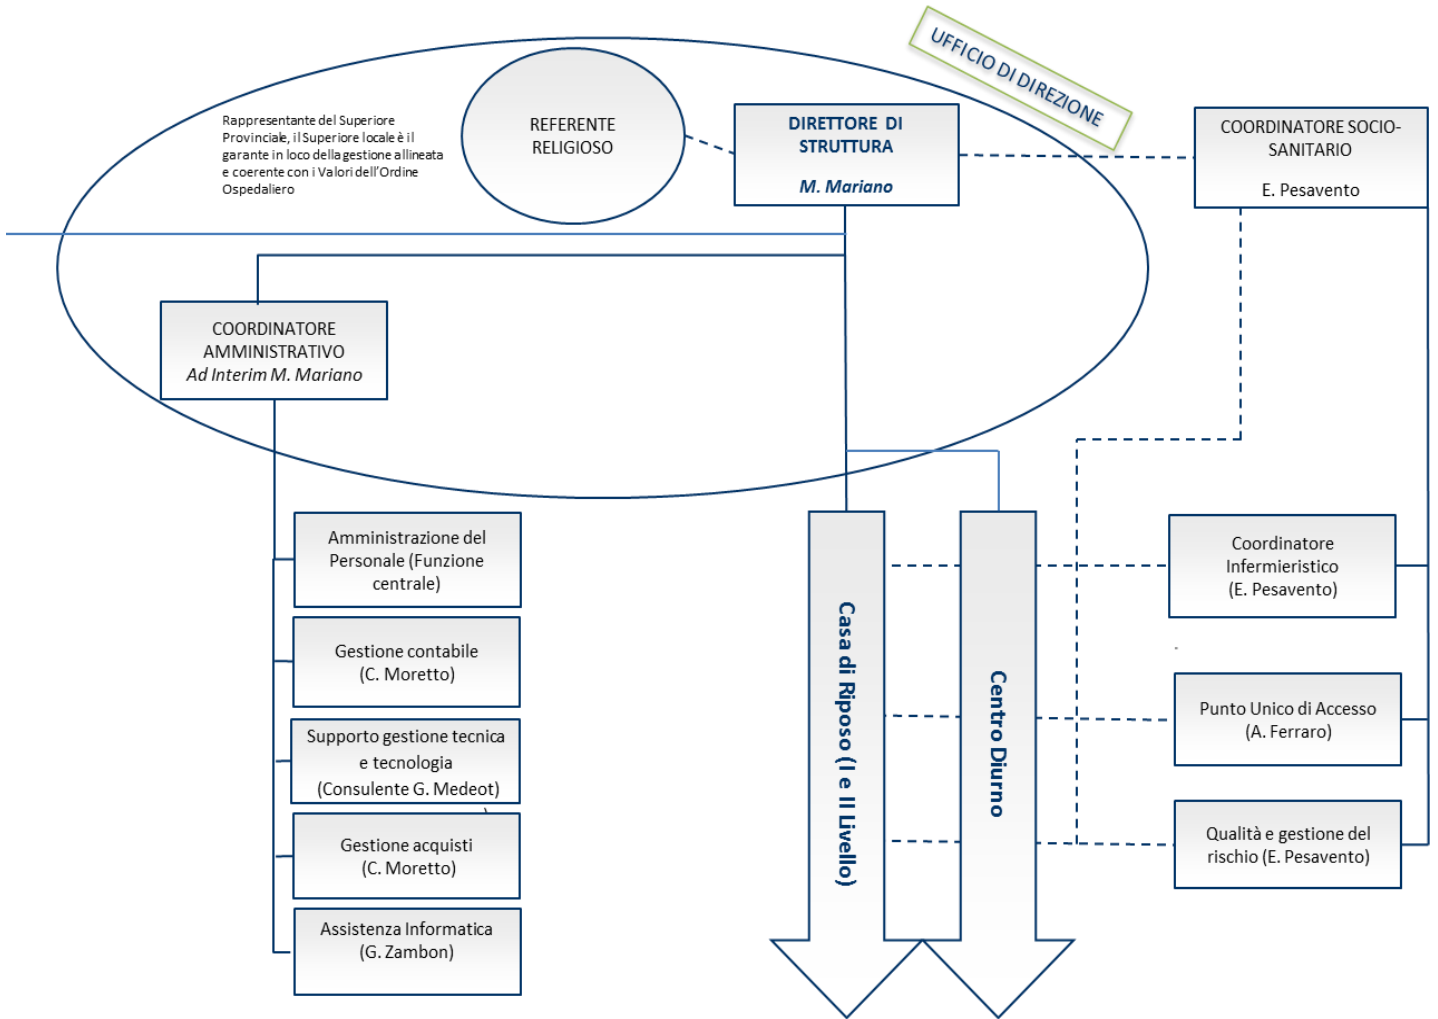 UFFICIO DI DIREZIONE
Rappresentante del Superiore
Provinciale, il Superiore locale è il
garante in loco della gestione allineata
e coerente con i Valori dell'Ordine
Ospedaliero
REFERENTE
RELIGIOSO
DIRETTORE DI
STRUTTURA
M. Mariano
COORDINATORE SOCIO-
SANITARIO
E. Pesavento
COORDINATORE
AMMINISTRATIVO
Ad Interim M. Mariano
Amministrazione del
Personale (Funzione
centrale)
Gestione contabile
(C. Moretto)
Supporto gestione tecnica
e tecnologia
(Consulente G. Medeot)
Gestione acquisti
(C. Moretto)
Assistenza Informatica
(G. Zambon)
Casa di Riposo (I e II Livello)
Centro Diurno
Coordinatore
Infermieristico
(E. Pesavento)
Punto Unico di Accesso
(A. Ferraro)
Qualità e gestione del
rischio (E. Pesavento)